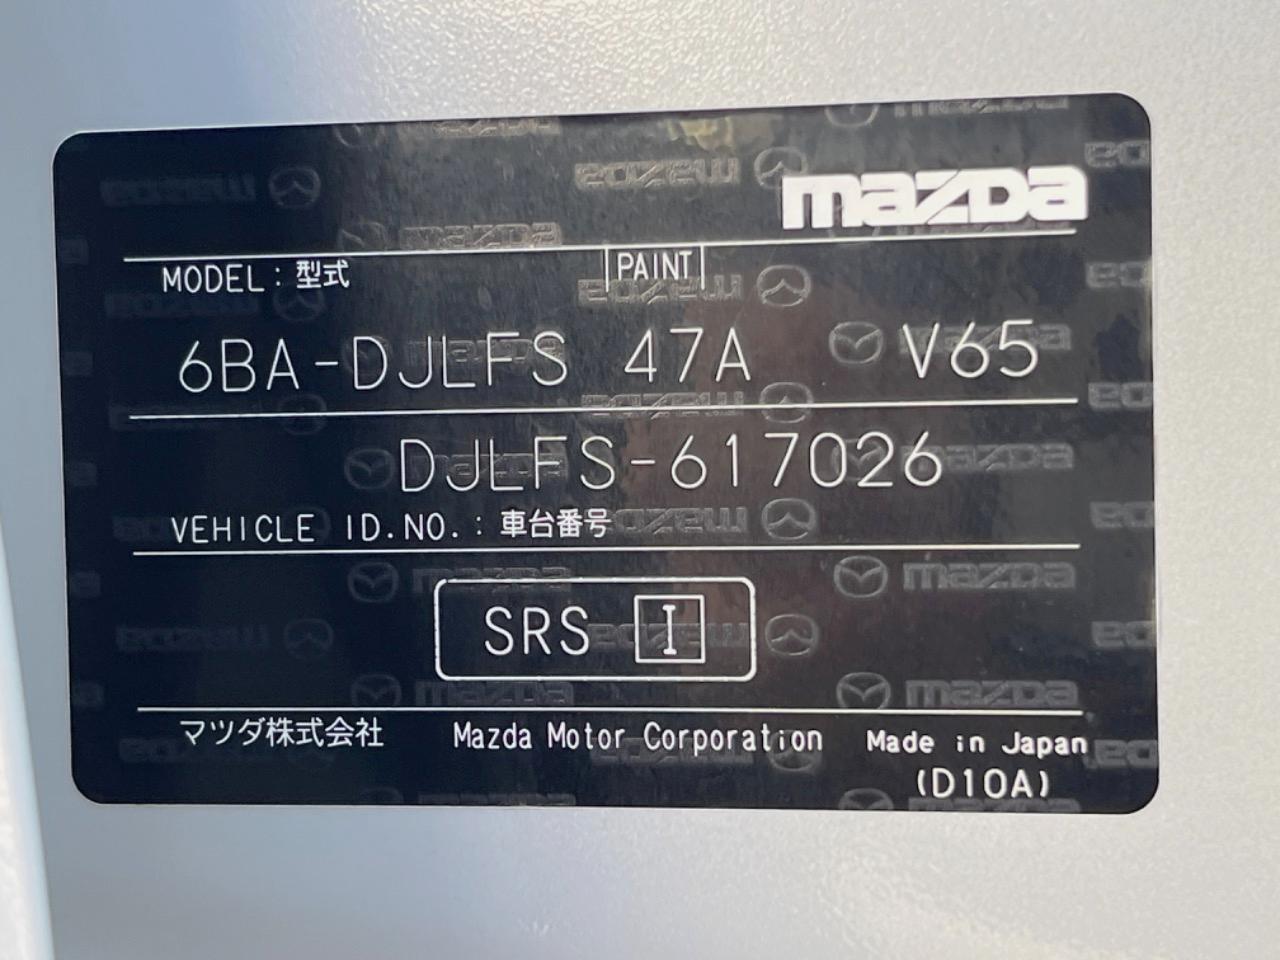 mazda
MODEL : 型式 PAINT
6BA-DJLFS 47A V65
DJLFS-617026
VEHICLE ID.NO. : 車台番号
SRS I
マツダ株式会社 Mazda Motor Corporation Made in Japan
(D10A)